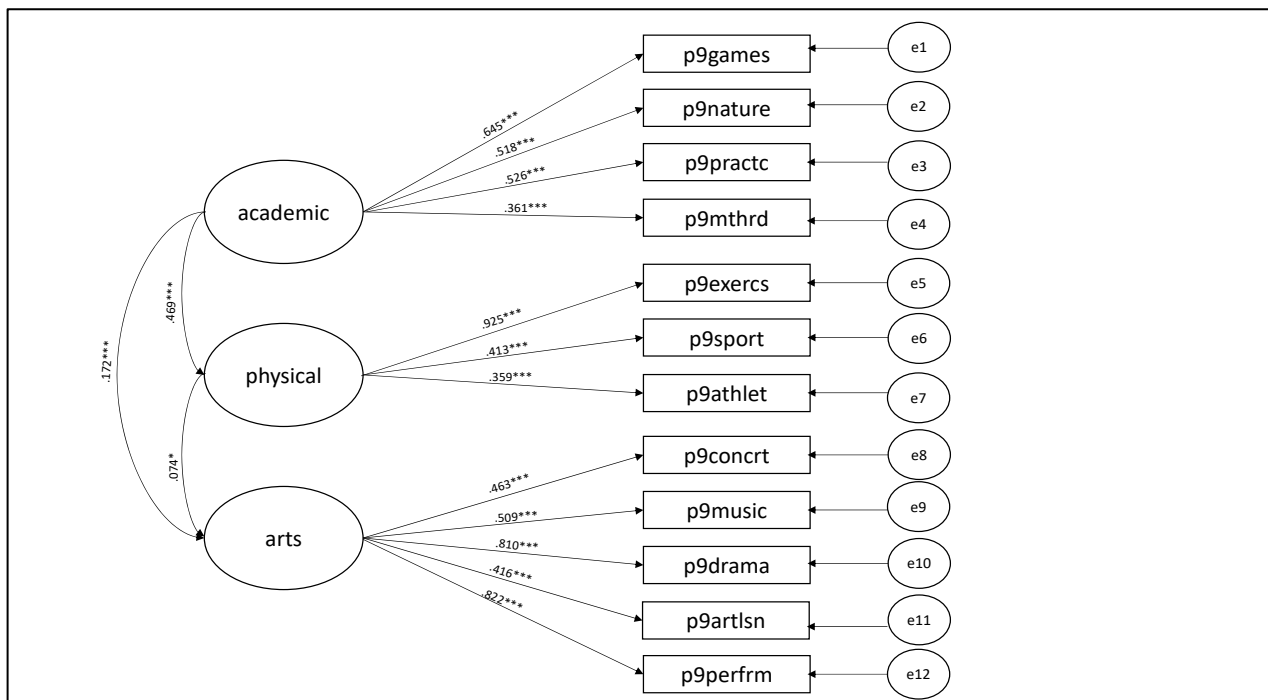 p9games
e1
.645***
p9nature
e2
.518***
p9practc
e3
.526***
academic
p9mthrd
e4
.361***
p9exercs
e5
.925***
.469***
p9sport
e6
.413***
.172***
physical
p9athlet
e7
.359***
p9concrt
e8
.463***
.074*
p9music
e9
.509***
arts
p9drama
e10
.810***
p9artlsn
e11
.416***
p9perfrm
e12
.822***